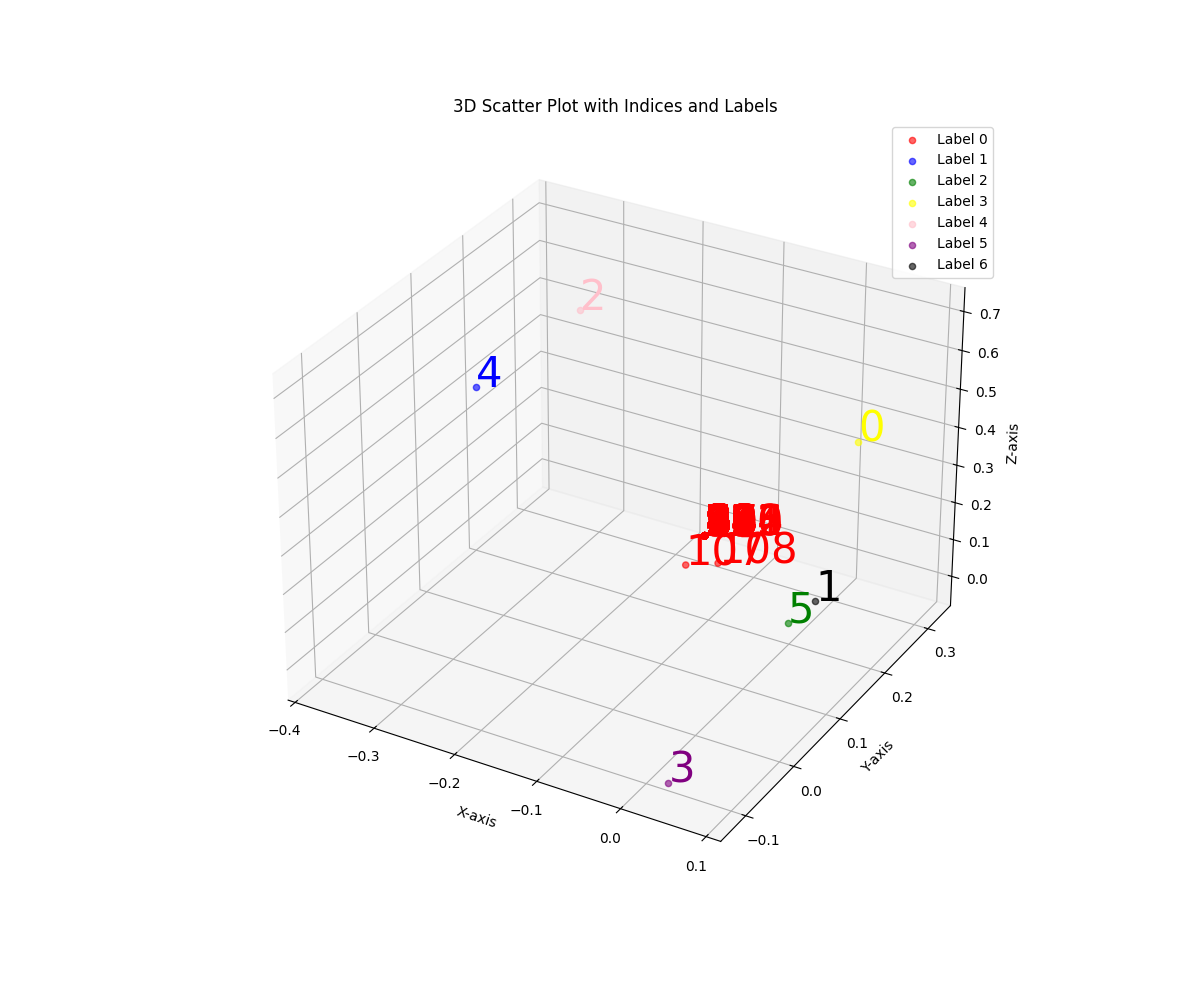 3D Scatter Plot with Indices and Labels
Label 0
Label 1
Label 2
Label 3
Label 4
Label 5
Label 6
2
4
0
107
108
1
5
3
0.7
0.6
0.5
0.4
0.3
0.2
0.1
0.0
Z-axis
0.3
0.2
0.1
0.0
−0.1
Y-axis
−0.4
−0.3
−0.2
−0.1
0.0
0.1
X-axis